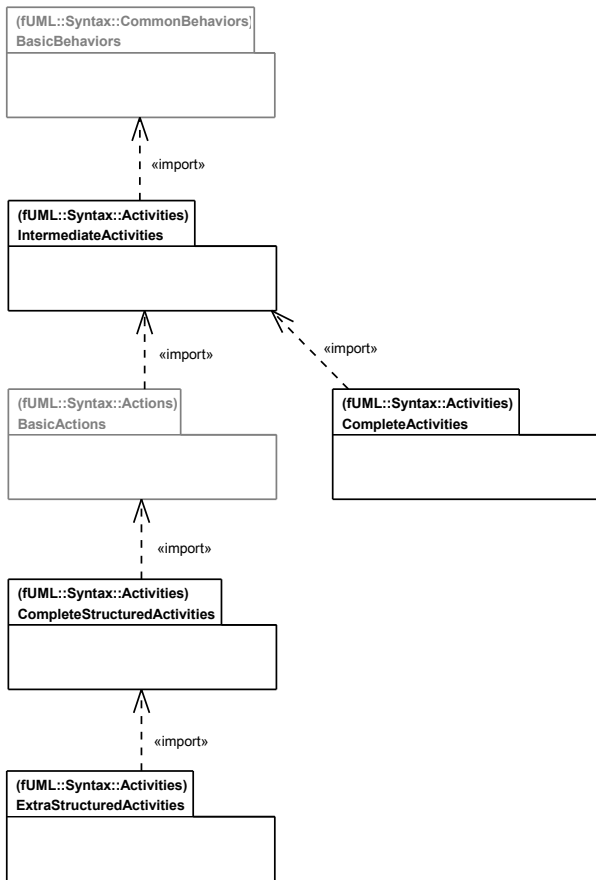 (fUML::Syntax::CommonBehaviors)
BasicBehaviors
«import»
(fUML::Syntax::Activities)
IntermediateActivities
«import»
«import»
(fUML::Syntax::Actions)
BasicActions
(fUML::Syntax::Activities)
CompleteActivities
«import»
(fUML::Syntax::Activities)
CompleteStructuredActivities
«import»
(fUML::Syntax::Activities)
ExtraStructuredActivities